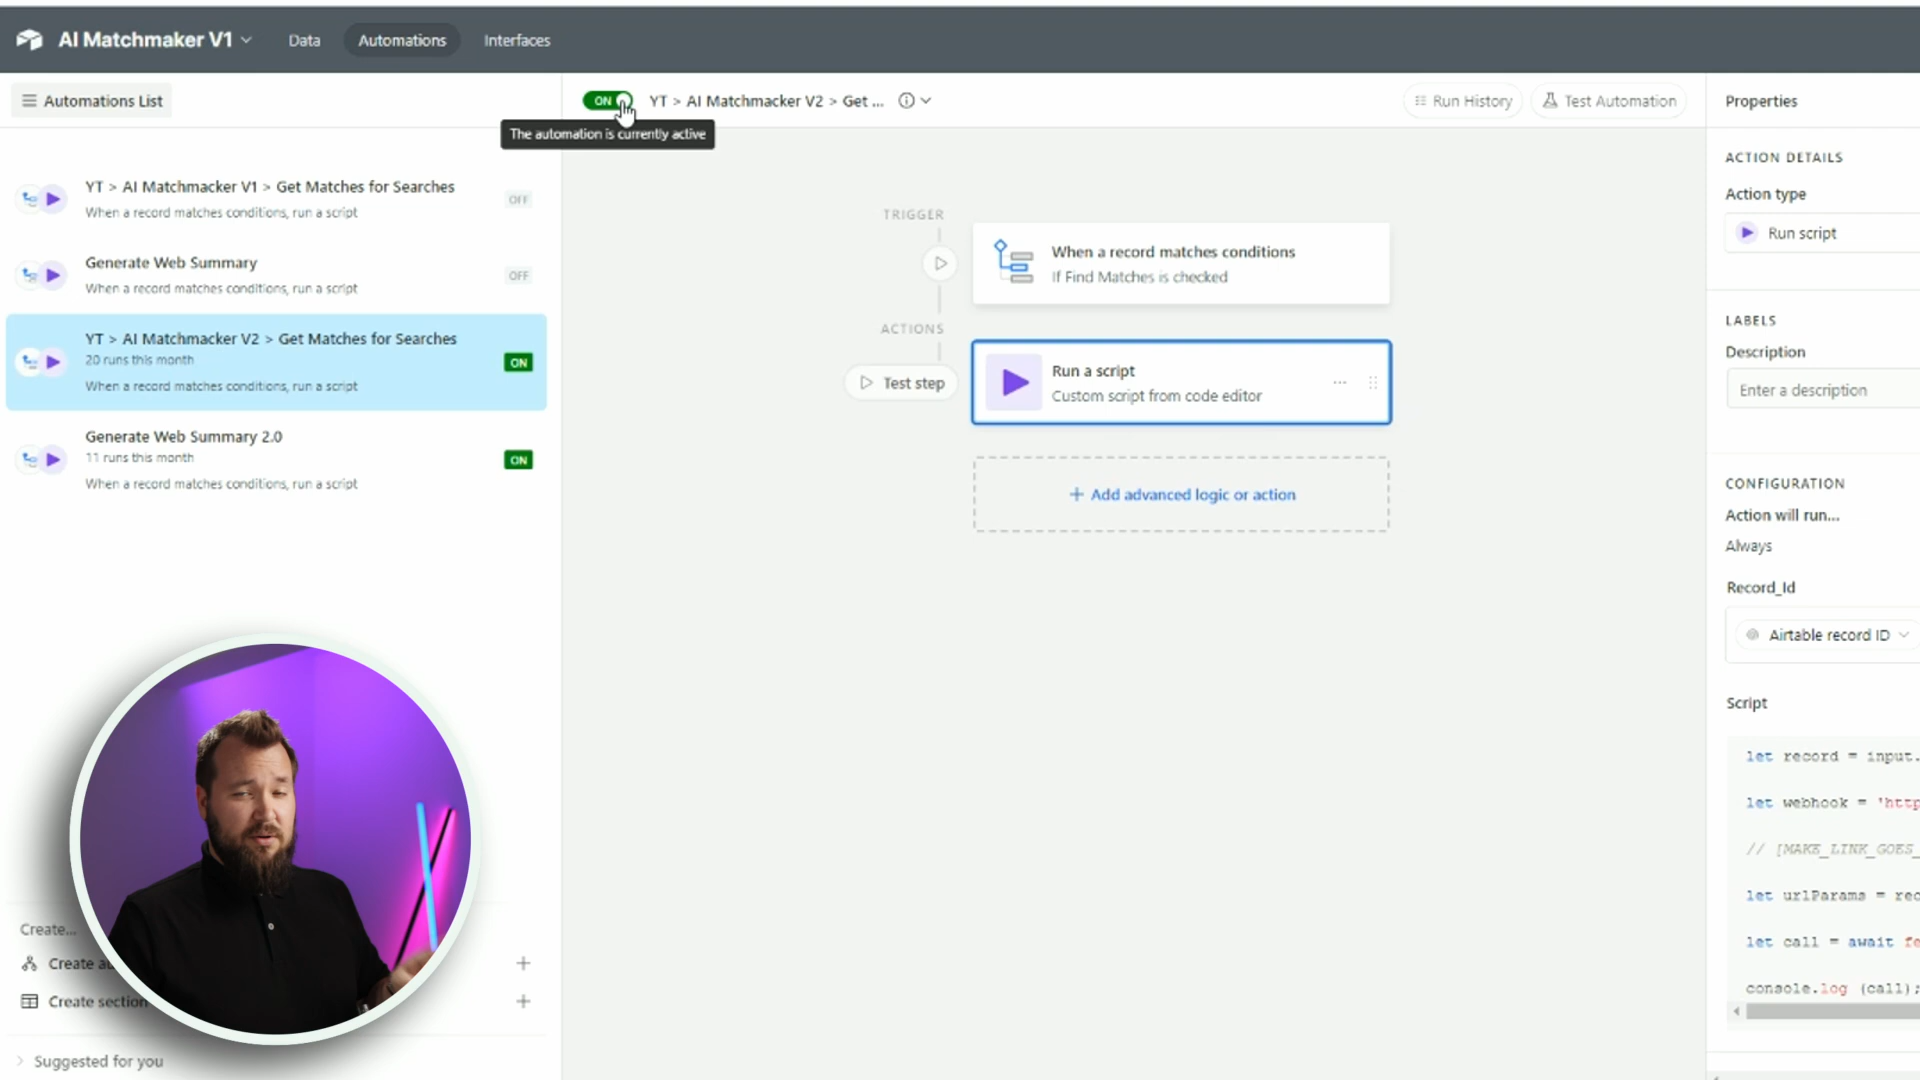 AI Matchmaker V1
Data
Automations
Interfaces
Automations List
ON
YT > AI Matchmacker V2 > Get ...
Run History
Test Automation
Properties
The automation is currently active
YT > AI Matchmacker V1 > Get Matches for Searches
When a record matches conditions, run a script
OFF
Generate Web Summary
When a record matches conditions, run a script
OFF
YT > AI Matchmacker V2 > Get Matches for Searches
20 runs this month
When a record matches conditions, run a script
ON
Generate Web Summary 2.0
11 runs this month
When a record matches conditions, run a script
ON
TRIGGER
When a record matches conditions
If Find Matches is checked
ACTIONS
Test step
Run a script
Custom script from code editor
+ Add advanced logic or action
ACTION DETAILS
Action type
Run script
LABELS
Description
Enter a description
CONFIGURATION
Action will run...
Always
Record_Id
Airtable record ID
Script
let record = input.
let webhook = 'http
// [MAKE_LINK_GOES_
let urlParams = rec
let call = await fe
console.log (call);
Create...
Create
Create section
Suggested for you